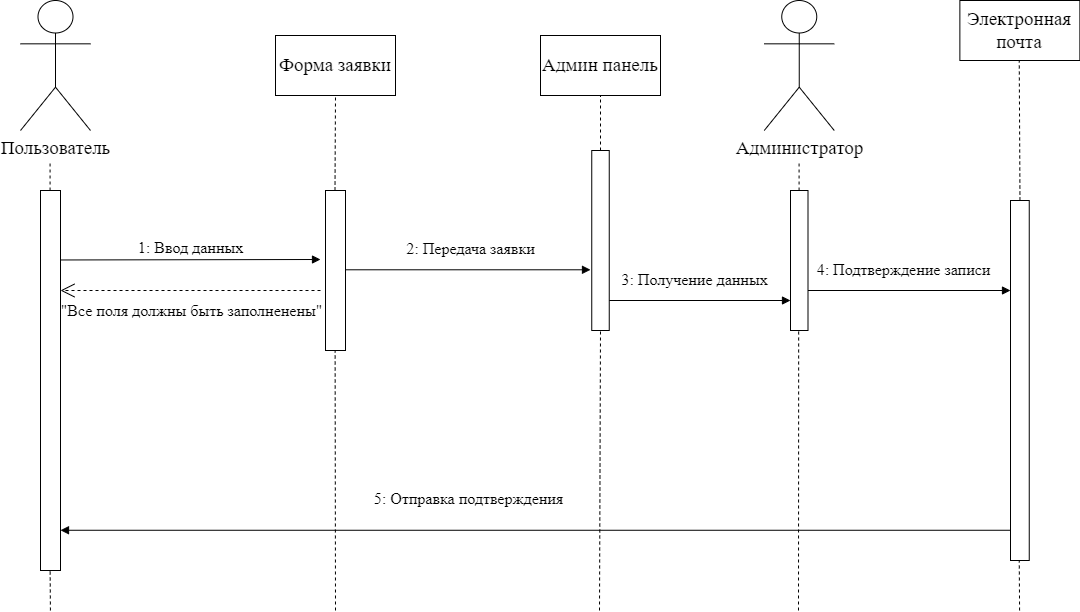 Электронная
почта
Форма заявки
Админ панель
Пользователь
Администратор
1: Ввод данных
2: Передача заявки
3: Получение данных
4: Подтверждение записи
"Все поля должны быть заполненены"
5: Отправка подтверждения